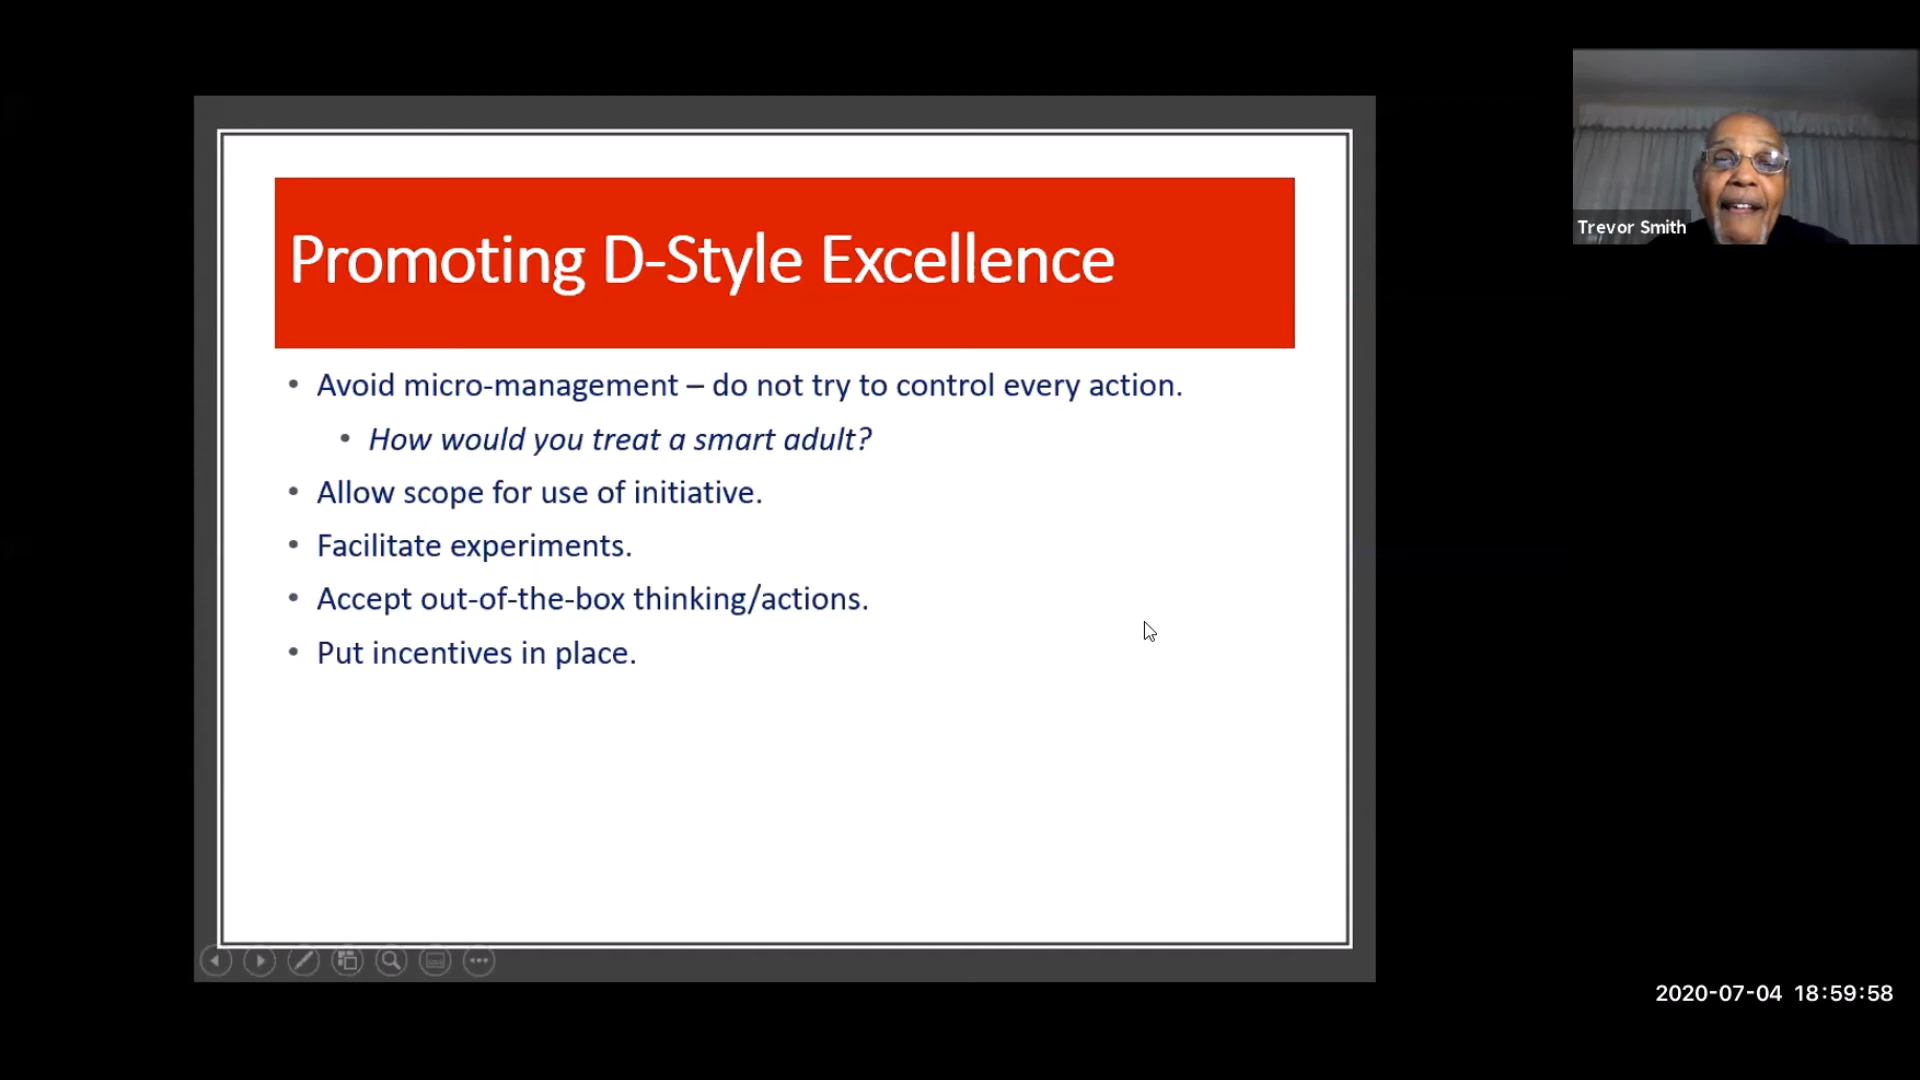 Promoting D-Style Excellence
• Avoid micro-management – do not try to control every action.
• How would you treat a smart adult?
• Allow scope for use of initiative.
• Facilitate experiments.
• Accept out-of-the-box thinking/actions.
• Put incentives in place.
Trevor Smith
2020-07-04 18:59:58